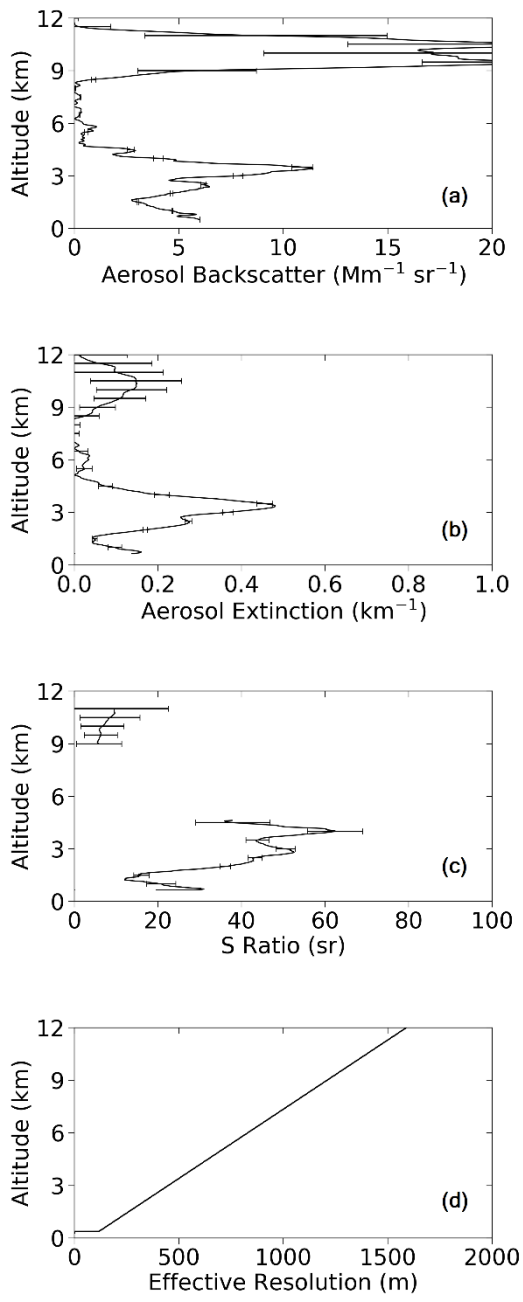 12
9
6
3
0
Altitude (km)
(a)
0 5 10 15 20
Aerosol Backscatter (Mm⁻¹ sr⁻¹)
12
9
6
3
0
Altitude (km)
(b)
0.0 0.2 0.4 0.6 0.8 1.0
Aerosol Extinction (km⁻¹)
12
9
6
3
0
Altitude (km)
(c)
0 20 40 60 80 100
S Ratio (sr)
12
9
6
3
0
Altitude (km)
(d)
0 500 1000 1500 2000
Effective Resolution (m)